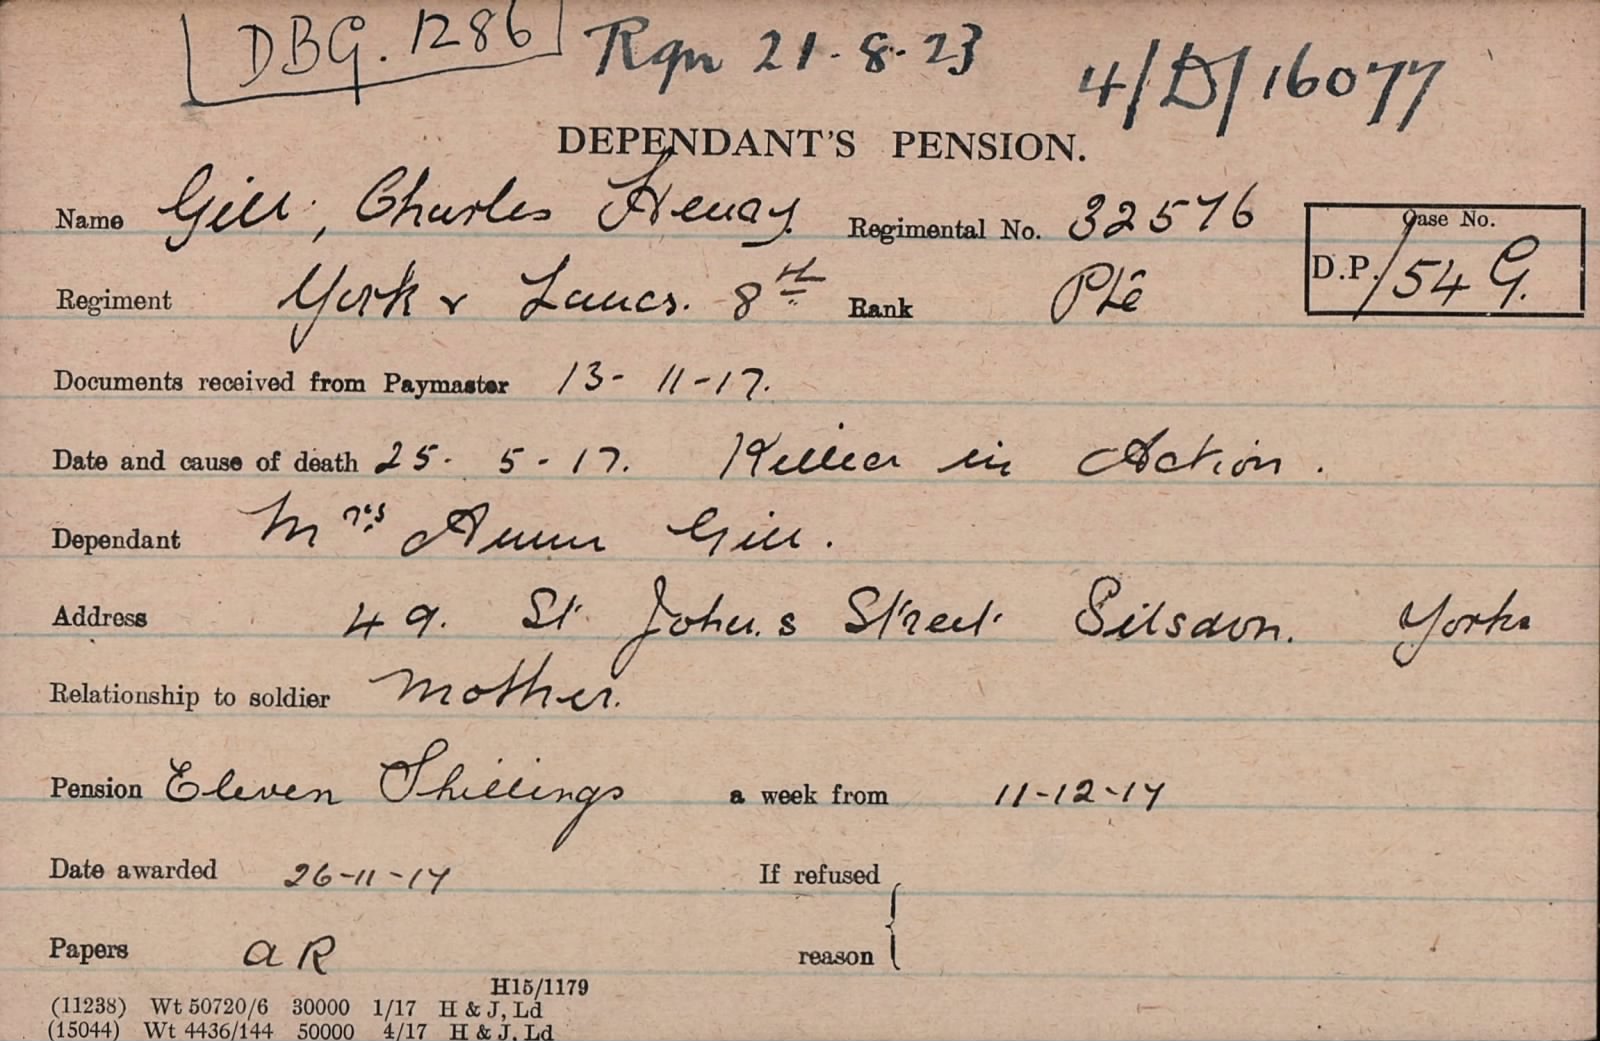 DBG. 1286 Rqn 21-8-23 4/D/16077
DEPENDANT'S PENSION.
Name Gill, Charles Henry. Regimental No. 32576 Case No.
Regiment York & Lancs. 8th Rank Pte D.P./54 G.
Documents received from Paymaster 13-11-17.
Date and cause of death 25-5-17. Killed in Action.
Dependant Mrs Annie Gill.
Address 49. St John.s Street Silsdon. Yorks
Relationship to soldier Mother.
Pension Eleven Shillings a week from 11-12-17
Date awarded 26-11-17 If refused
Papers aR reason
H15/1179
(11238) Wt 50720/6 30000 1/17 H & J, Ld
(15044) Wt 4436/144 50000 4/17 H & J, Ld